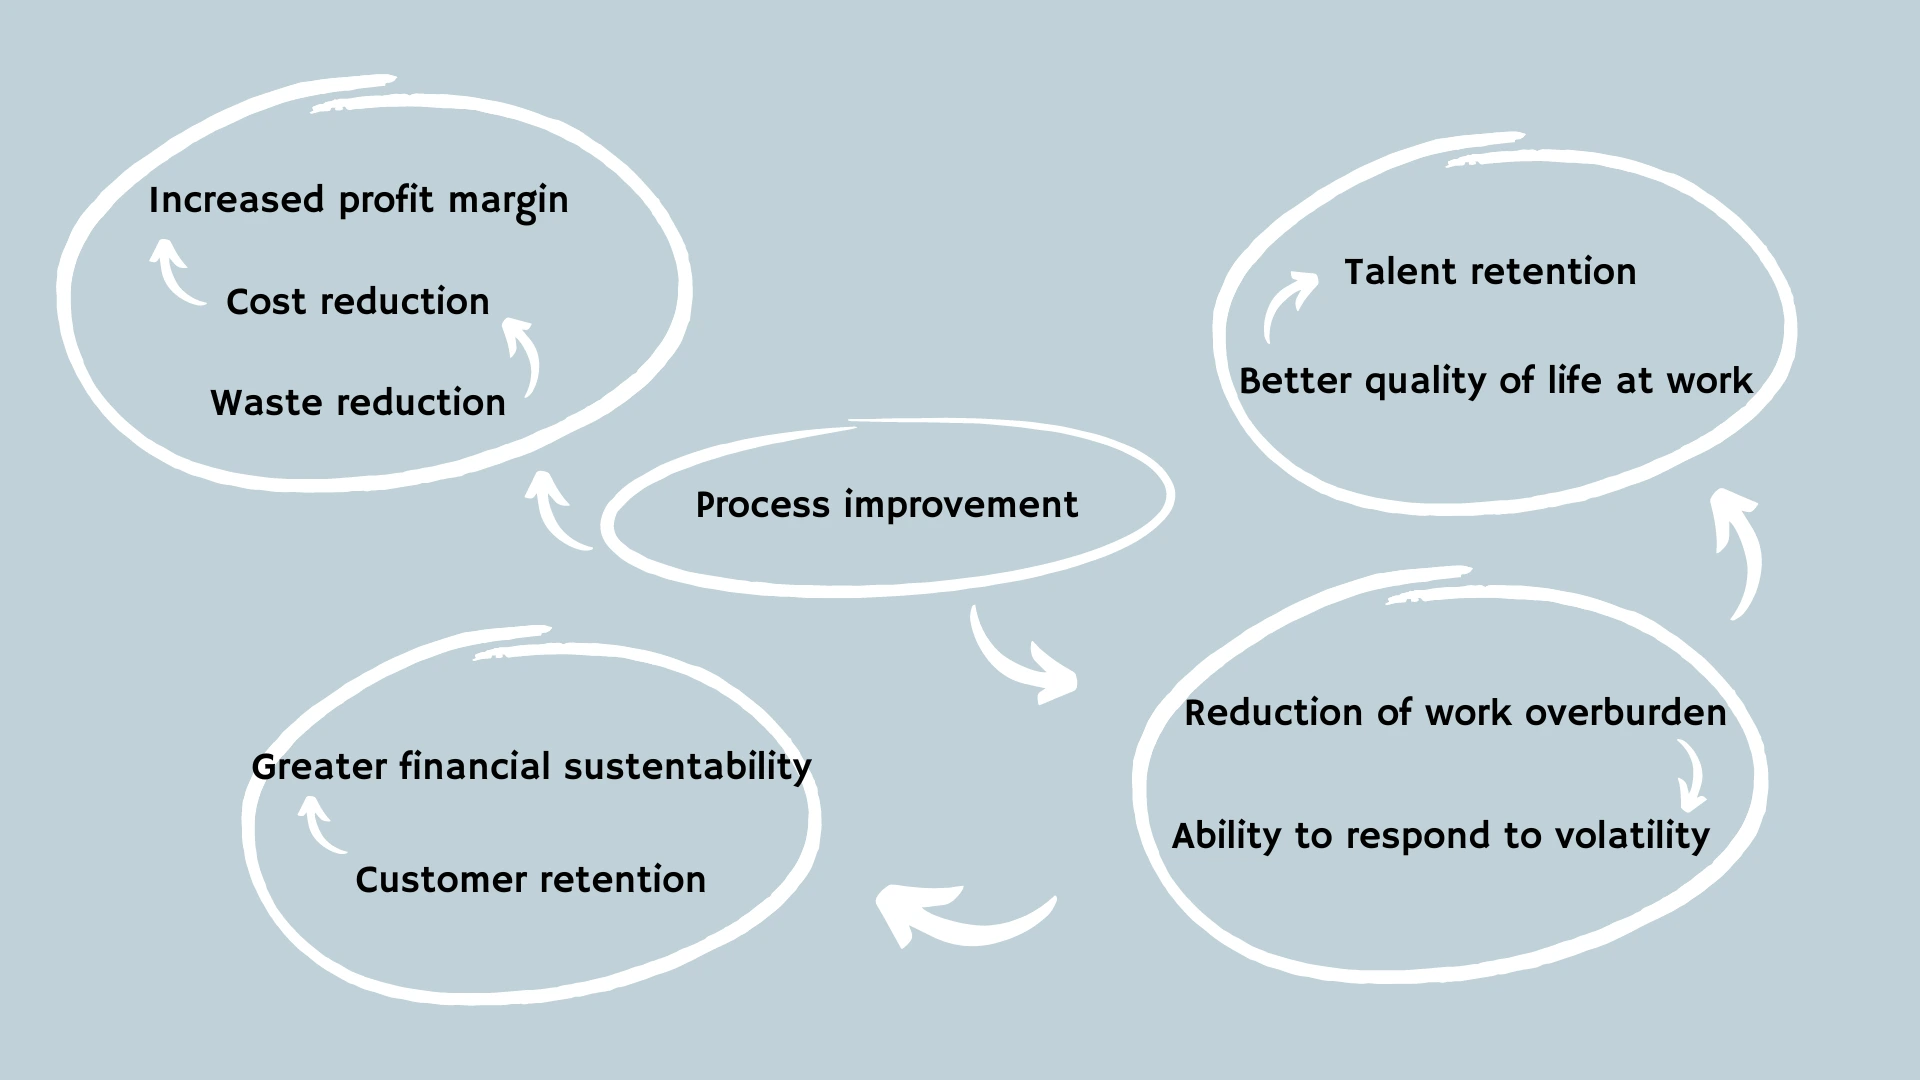 Increased profit margin
Cost reduction
Waste reduction
Talent retention
Better quality of life at work
Process improvement
Reduction of work overburden
Ability to respond to volatility
Greater financial sustentability
Customer retention